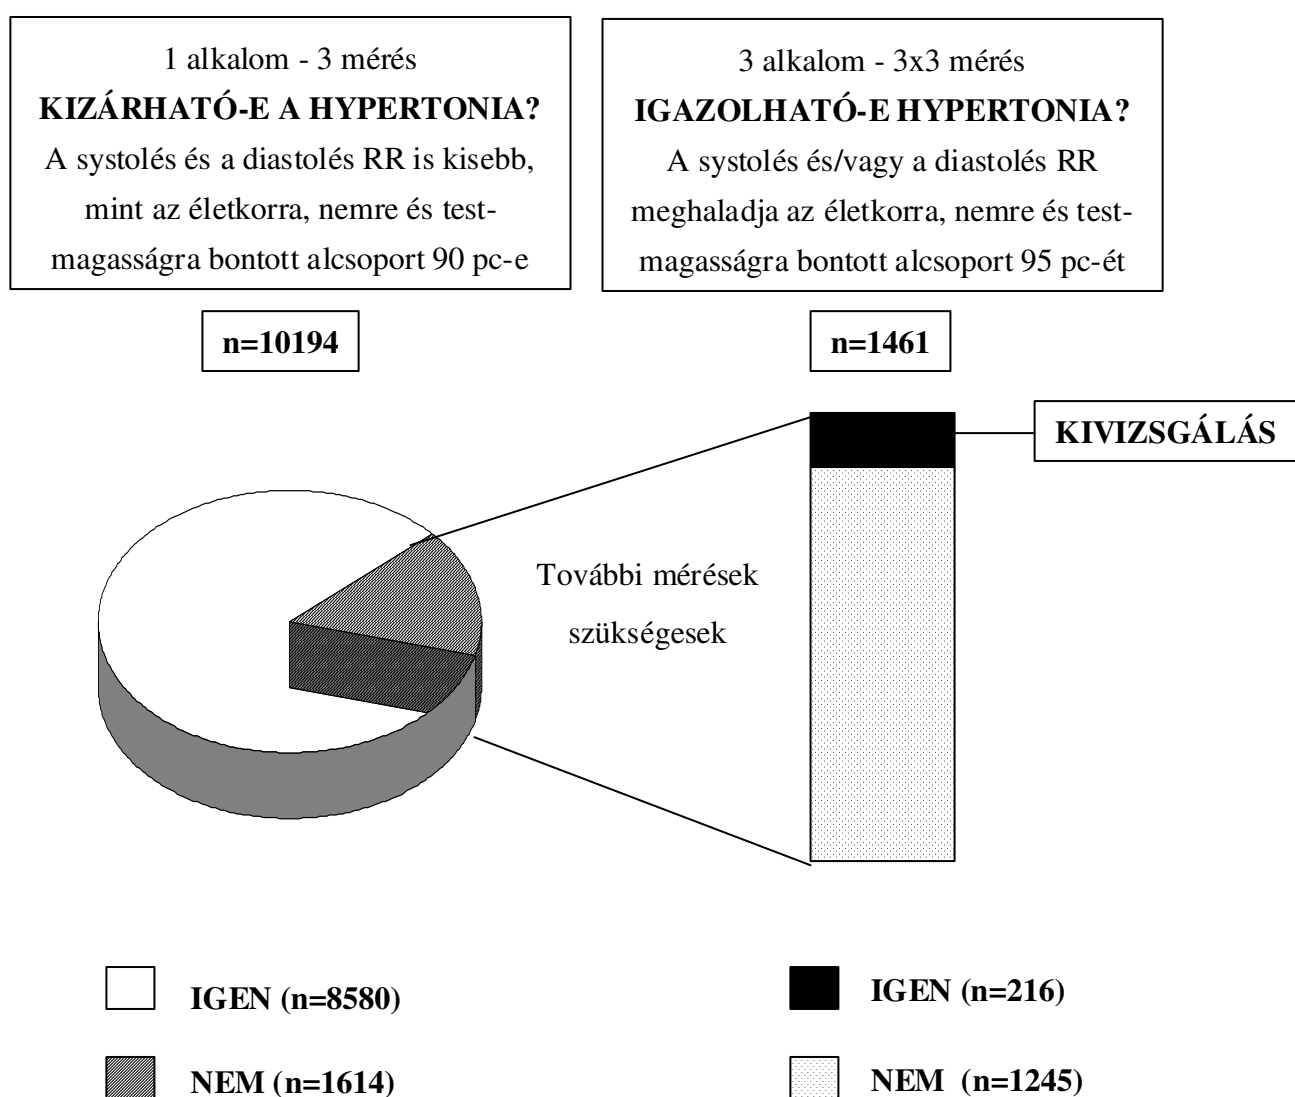 1 alkalom - 3 mérés
KIZÁRHATÓ-E A HYPERTONIA?
A systolés és a diastolés RR is kisebb,
mint az életkorra, nemre és test-
magasságra bontott alcsoport 90 pc-e
3 alkalom - 3x3 mérés
IGAZOLHATÓ-E HYPERTONIA?
A systolés és/vagy a diastolés RR
meghaladja az életkorra, nemre és test-
magasságra bontott alcsoport 95 pc-ét
n=10194
n=1461
KIVIZSGÁLÁS
További mérések
szükségesek
IGEN (n=8580)
NEM (n=1614)
IGEN (n=216)
NEM (n=1245)